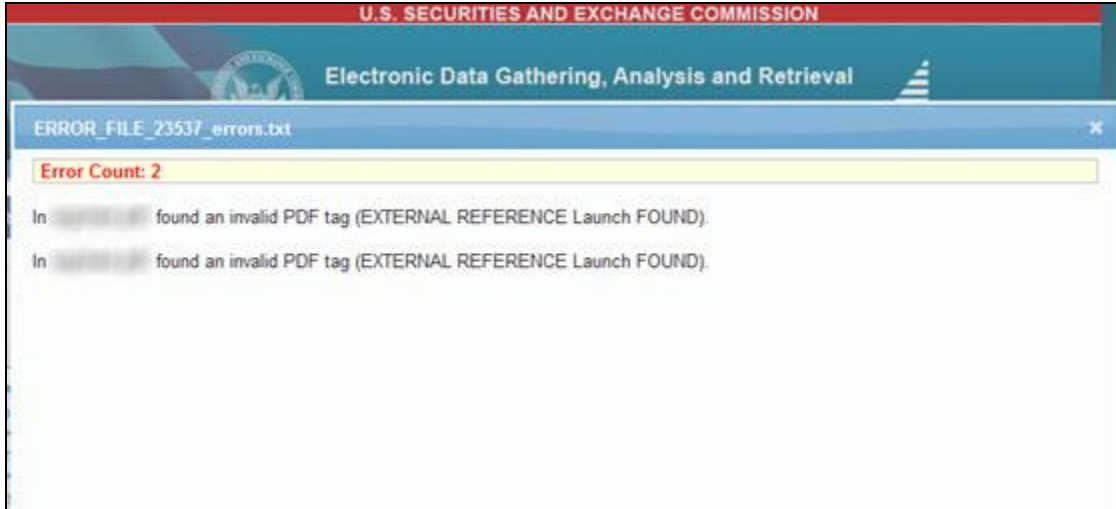 U.S. SECURITIES AND EXCHANGE COMMISSION
Electronic Data Gathering, Analysis and Retrieval
ERROR_FILE_23537_errors.txt
Error Count: 2
In found an invalid PDF tag (EXTERNAL REFERENCE Launch FOUND).
In found an invalid PDF tag (EXTERNAL REFERENCE Launch FOUND).